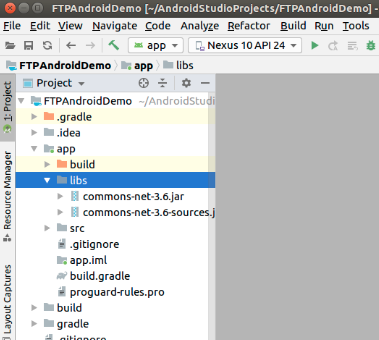 FTPAndroidDemo [~/AndroidStudioProjects/FTPAndroidDemo] -
File Edit View Navigate Code Analyze Refactor Build Run Tools
app Nexus 10 API 24
FTPAndroidDemo app libs
1: Project
Resource Manager
Layout Captures
Project
FTPAndroidDemo ~/AndroidStudi
.gradle
.idea
app
build
libs
commons-net-3.6.jar
commons-net-3.6-sources.j
src
.gitignore
app.iml
build.gradle
proguard-rules.pro
build
gradle
.gitignore